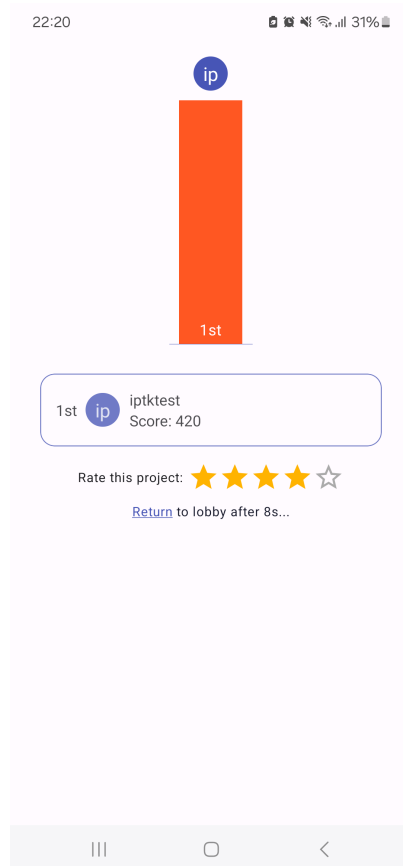 22:20 31%
ip
1st
1st ip iptktest
Score: 420
Rate this project:
Return to lobby after 8s...